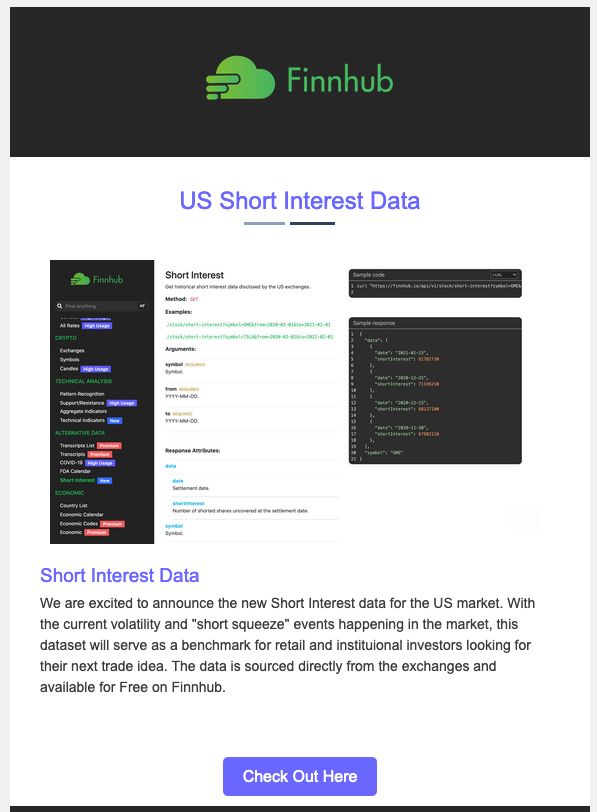 Finnhub
US Short Interest Data
Finnhub
Find anything
All Rates High Usage
CRYPTO
Exchanges
Symbols
Candles High Usage
TECHNICAL ANALYSIS
Pattern Recognition
Support/Resistance High Usage
Aggregate Indicators
Technical Indicators New
ALTERNATIVE DATA
Transcripts List Premium
Transcripts Premium
COVID-19 High Usage
FDA Calendar
Short Interest New
ECONOMIC
Country List
Economic Calendar
Economic Codes Premium
Economic Premium
Short Interest
Get historical short interest data disclosed by the US exchanges.
Method: GET
Examples:
/stock/short-interest?symbol=GME&from=2020-02-01&to=2021-02-01
/stock/short-interest?symbol=TSLA&from=2020-02-01&to=2021-02-01
Arguments:
symbol REQUIRED
Symbol.
from REQUIRED
YYYY-MM-DD.
to REQUIRED
YYYY-MM-DD.
Response Attributes:
data
date
Settlement date.
shortInterest
Number of shorted shares uncovered at the settlement date.
symbol
Symbol.
Sample code cURL
1 curl "https://finnhub.io/api/v1/stock/short-interest?symbol=GME&
2
Sample response
1 {
2 "data": [
3 {
4 "date": "2021-01-15",
5 "shortInterest": 61782730
6 },
7 {
8 "date": "2020-12-31",
9 "shortInterest": 71196210
10 },
11 {
12 "date": "2020-12-15",
13 "shortInterest": 68127100
14 },
15 {
16 "date": "2020-11-30",
17 "shortInterest": 67982110
18 },
19 ],
20 "symbol": "GME"
21 }
Short Interest Data
We are excited to announce the new Short Interest data for the US market. With
the current volatility and "short squeeze" events happening in the market, this
dataset will serve as a benchmark for retail and instituional investors looking for
their next trade idea. The data is sourced directly from the exchanges and
available for Free on Finnhub.
Check Out Here